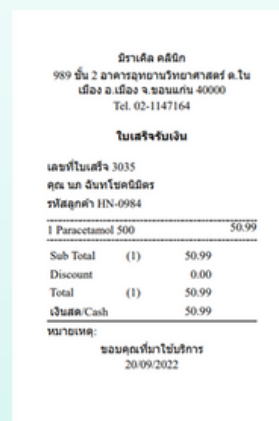 มิราเคิล คลินิก
989 ชั้น 2 อาคารอุทยานวิทยาศาสตร์ ต.ใน
เมือง อ.เมือง จ.ขอนแก่น 40000
Tel. 02-1147164
ใบเสร็จรับเงิน
เลขที่ใบเสร็จ 3035
คุณ นภ ฉันทโชคนิมิตร
รหัสลูกค้า HN-0984
1 Paracetamol 500 50.99
Sub Total (1) 50.99
Discount 0.00
Total (1) 50.99
เงินสด/Cash 50.99
หมายเหตุ:
ขอบคุณที่มาใช้บริการ
20/09/2022